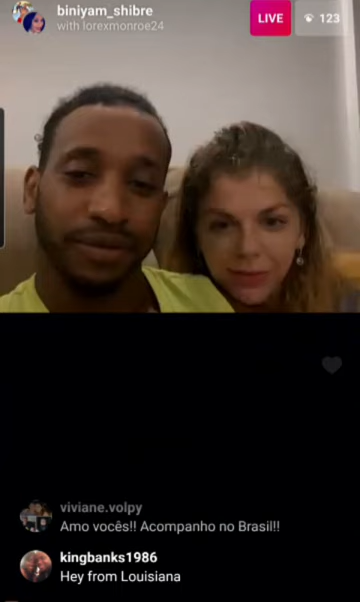 biniyam_shibre
with lorexmonroe24
LIVE
123
viviane.volpy
Amo vocês!! Acompanho no Brasil!!
kingbanks1986
Hey from Louisiana